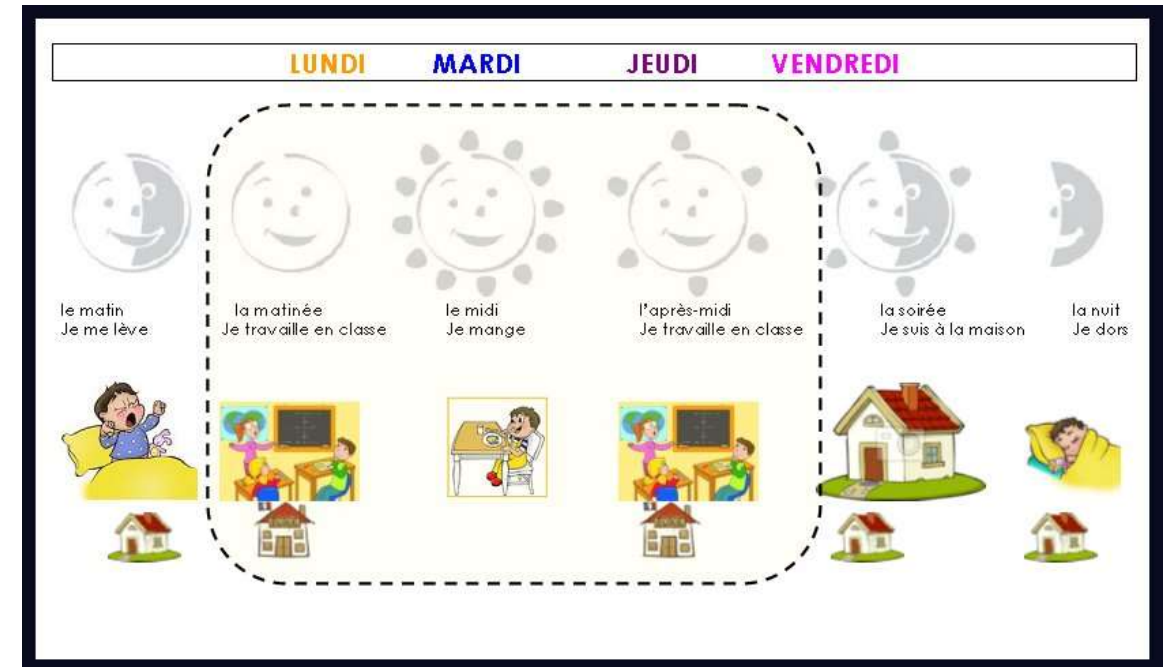 LUNDI MARDI JEUDI VENDREDI
le matin
Je me lève
la matinée
Je travaille en classe
le midi
Je mange
l'après-midi
Je travaille en classe
la soirée
Je suis à la maison
la nuit
Je dors